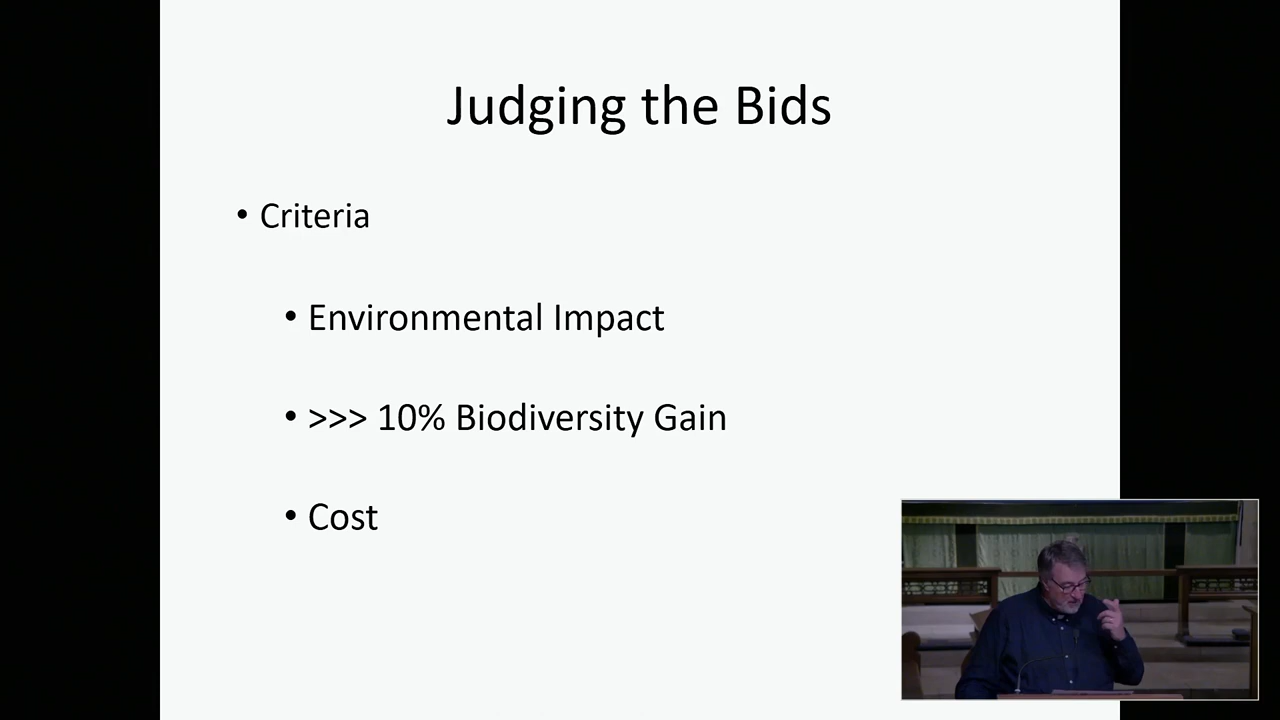 Judging the Bids
• Criteria
• Environmental Impact
• >>> 10% Biodiversity Gain
• Cost